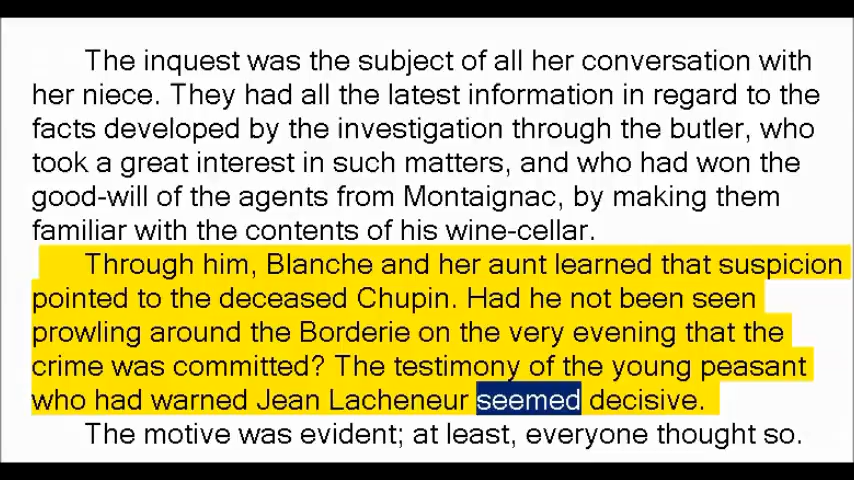 The inquest was the subject of all her conversation with
her niece. They had all the latest information in regard to the
facts developed by the investigation through the butler, who
took a great interest in such matters, and who had won the
good-will of the agents from Montaignac, by making them
familiar with the contents of his wine-cellar.
Through him, Blanche and her aunt learned that suspicion
pointed to the deceased Chupin. Had he not been seen
prowling around the Borderie on the very evening that the
crime was committed? The testimony of the young peasant
who had warned Jean Lacheneur seemed decisive.
The motive was evident; at least, everyone thought so.